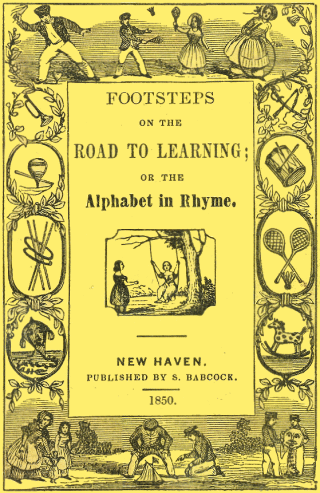 FOOTSTEPS
ON THE
ROAD TO LEARNING;
OR THE
Alphabet in Rhyme.
NEW HAVEN.
PUBLISHED BY S. BABCOCK.
1850.